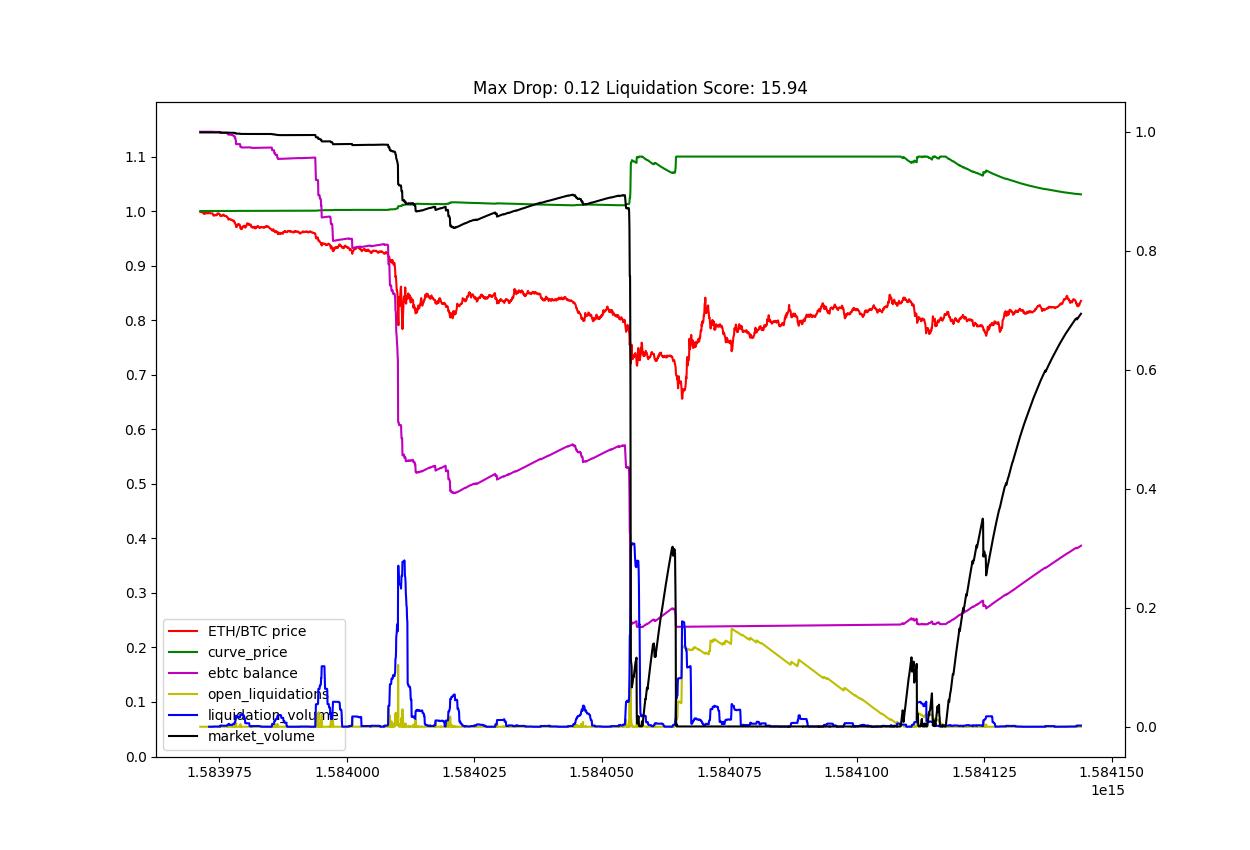 Max Drop: 0.12 Liquidation Score: 15.94
1.1
1.0
0.9
0.8
0.7
0.6
0.5
0.4
0.3
0.2
0.1
0.0
1.0
0.8
0.6
0.4
0.2
0.0
ETH/BTC price
curve_price
ebtc balance
open_liquidations
liquidation_volume
market_volume
1.583975 1.584000 1.584025 1.584050 1.584075 1.584100 1.584125 1.584150
1e15